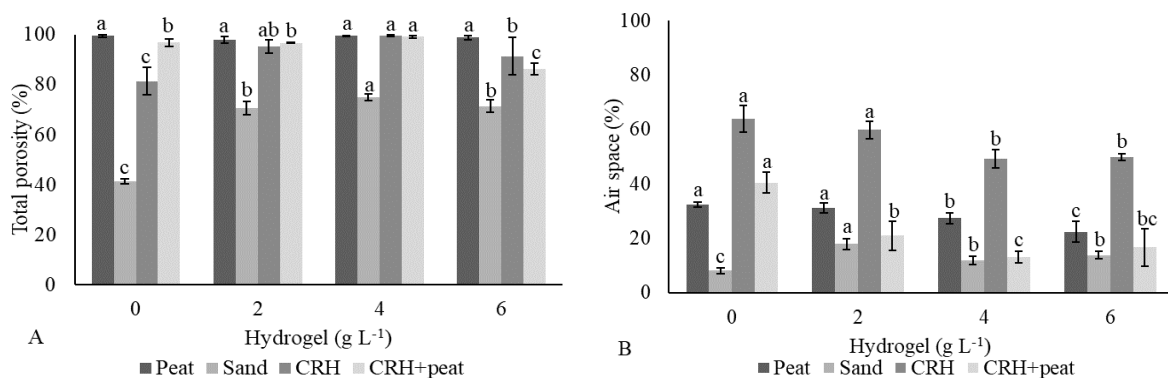 100
80
60
40
20
0
Total porosity (%)
a
c
c
b
a
b
ab
b
a
a
a
a
a
b
c
c
0
2
4
6
Hydrogel (g L-1)
A
Peat Sand CRH CRH+peat
100
80
60
40
20
0
Air space (%)
a
c
a
a
a
a
a
b
b
b
b
c
c
b
b
bc
0
2
4
6
Hydrogel (g L-1)
B
Peat Sand CRH CRH+peat